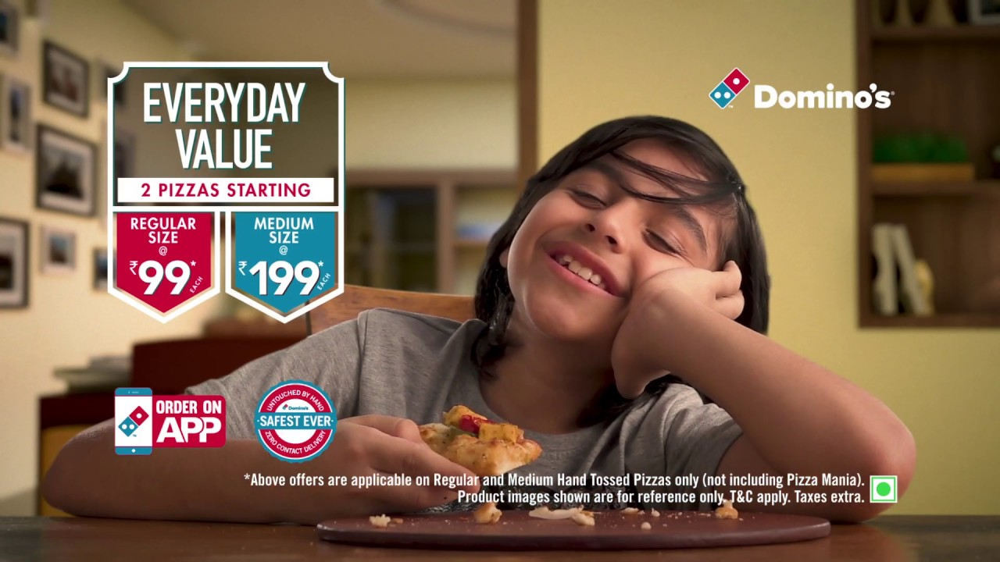 EVERYDAY
VALUE
2 PIZZAS STARTING
REGULAR
SIZE
@
₹99*
EACH
MEDIUM
SIZE
@
₹199*
EACH
Domino's
ORDER ON
APP
UNTOUCHED BY HAND
Domino's
SAFEST EVER
ZERO CONTACT DELIVERY
*Above offers are applicable on Regular and Medium Hand Tossed Pizzas only (not including Pizza Mania).
Product images shown are for reference only. T&C apply. Taxes extra.